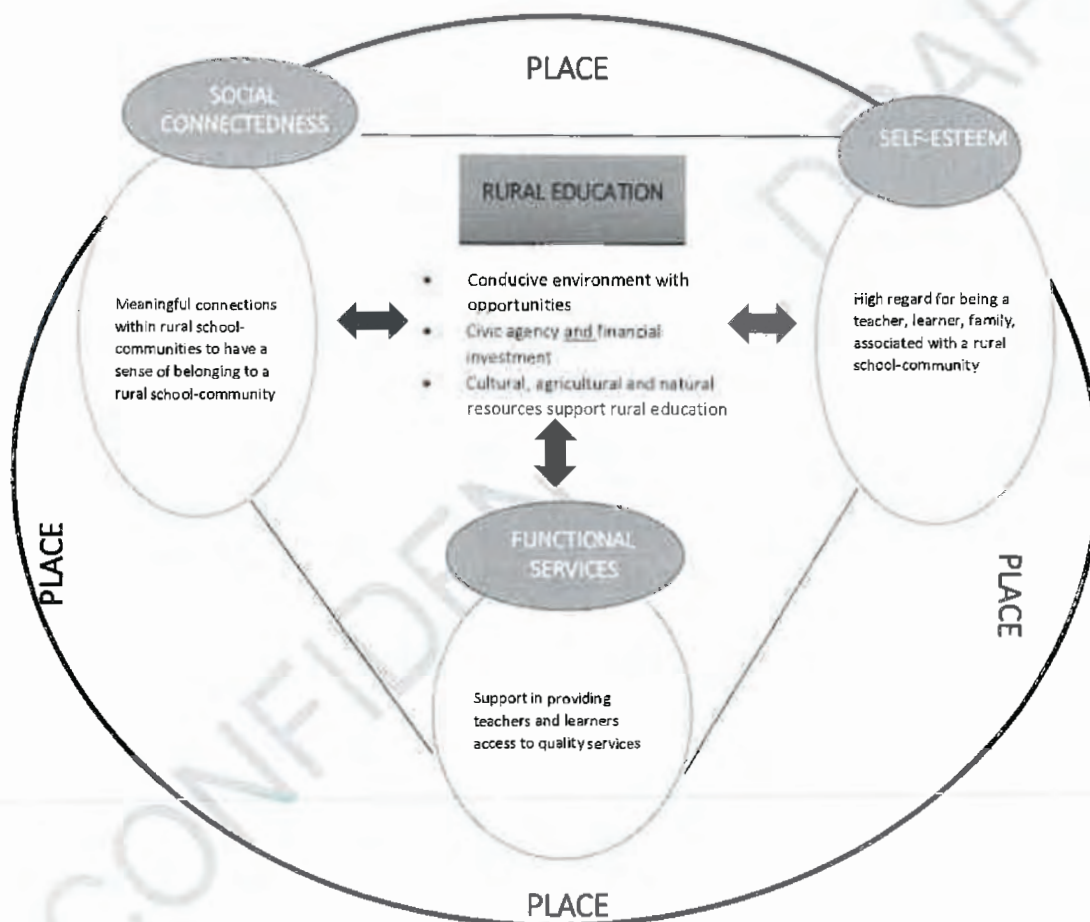 PLACE
SOCIAL
CONNECTEDNESS
SELF-ESTEEM
RURAL EDUCATION
• Conducive environment with
opportunities
• Civic agency and financial
investment
• Cultural, agricultural and natural
resources support rural education
Meaningful connections
within rural school-
communities to have a
sense of belonging to a
rural school-community
High regard for being a
teacher, learner, family,
associated with a rural
school-community
FUNCTIONAL
SERVICES
Support in providing
teachers and learners
access to quality services
PLACE
PLACE
PLACE